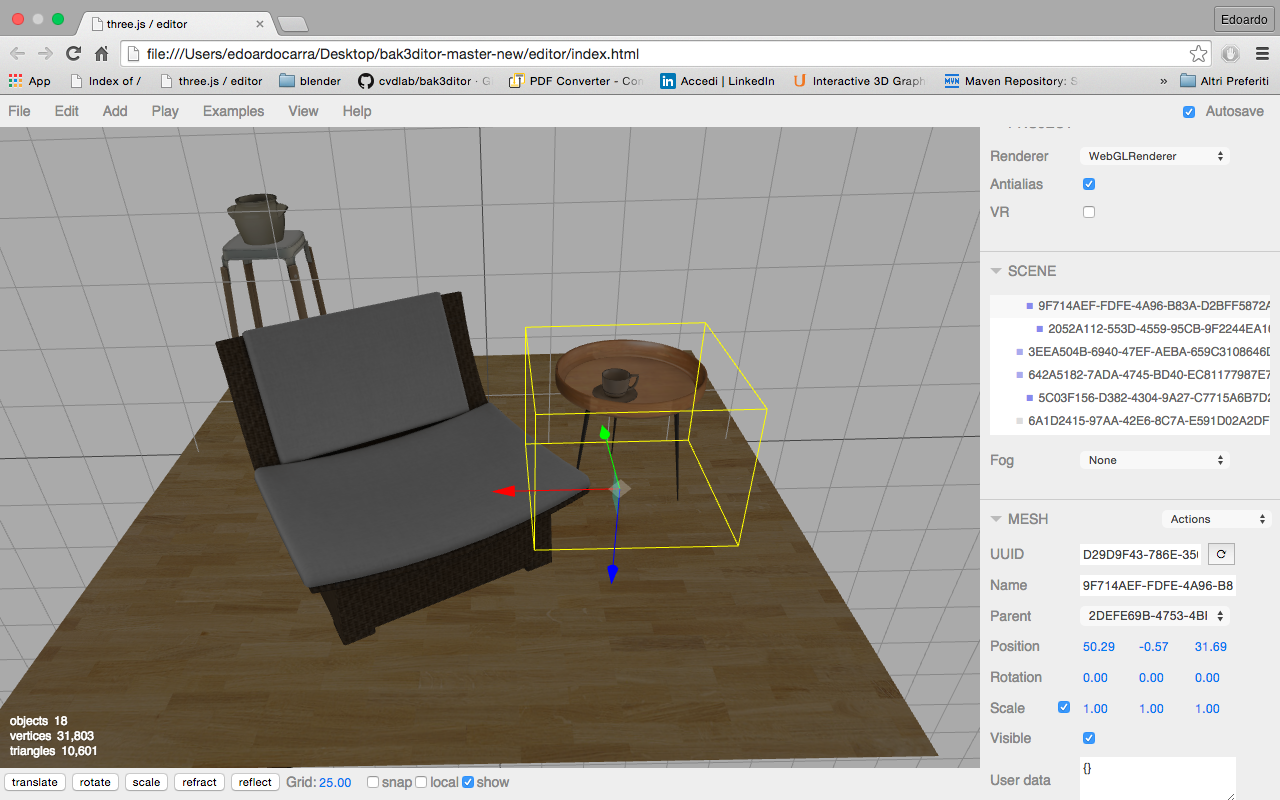 three.js / editor
Edoardo
file:///Users/edoardocarra/Desktop/bak3ditor-master-new/editor/index.html
App Index of / three.js / editor blender cvdlab/bak3ditor · G PDF Converter - Con Accedi | LinkedIn Interactive 3D Graph Maven Repository: S » Altri Preferiti
File Edit Add Play Examples View Help Autosave
Renderer WebGLRenderer
Antialias
VR
SCENE
9F714AEF-FDFE-4A96-B83A-D2BFF5872A
2052A112-553D-4559-95CB-9F2244EA10
3EEA504B-6940-47EF-AEBA-659C3108646D
642A5182-7ADA-4745-BD40-EC81177987E7
5C03F156-D382-4304-9A27-C7715A6B7D2
6A1D2415-97AA-42E6-8C7A-E591D02A2DF
Fog None
MESH Actions
UUID D29D9F43-786E-35
Name 9F714AEF-FDFE-4A96-B8
Parent 2DEFE69B-4753-4BI
Position 50.29 -0.57 31.69
Rotation 0.00 0.00 0.00
Scale 1.00 1.00 1.00
Visible
User data {}
objects 18
vertices 31,803
triangles 10,601
translate rotate scale refract reflect Grid: 25.00 snap local show